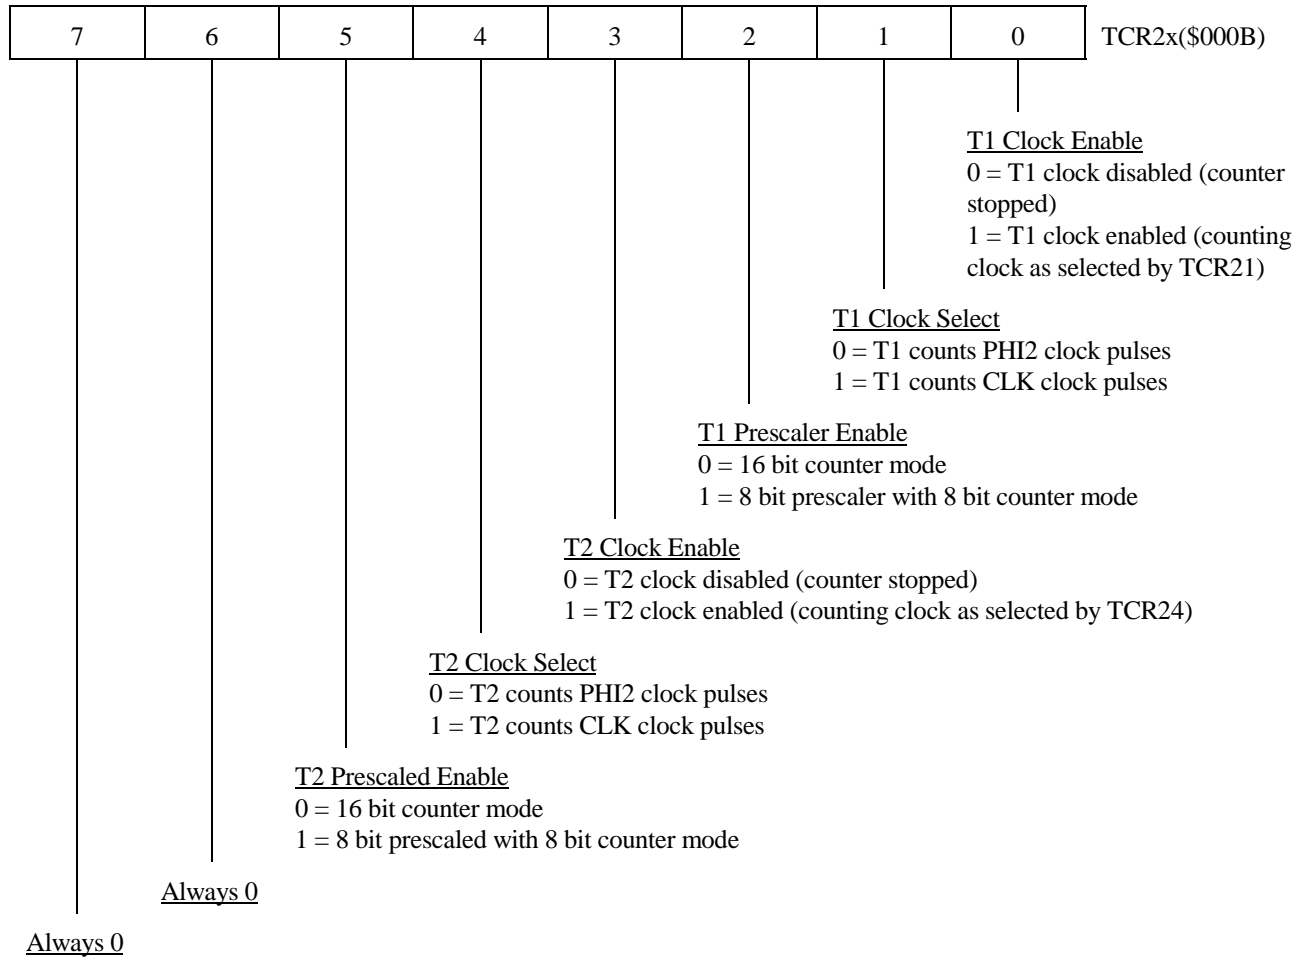 7 6 5 4 3 2 1 0 TCR2x($000B)
T1 Clock Enable
0 = T1 clock disabled (counter
stopped)
1 = T1 clock enabled (counting
clock as selected by TCR21)
T1 Clock Select
0 = T1 counts PHI2 clock pulses
1 = T1 counts CLK clock pulses
T1 Prescaler Enable
0 = 16 bit counter mode
1 = 8 bit prescaler with 8 bit counter mode
T2 Clock Enable
0 = T2 clock disabled (counter stopped)
1 = T2 clock enabled (counting clock as selected by TCR24)
T2 Clock Select
0 = T2 counts PHI2 clock pulses
1 = T2 counts CLK clock pulses
T2 Prescaled Enable
0 = 16 bit counter mode
1 = 8 bit prescaled with 8 bit counter mode
Always 0
Always 0